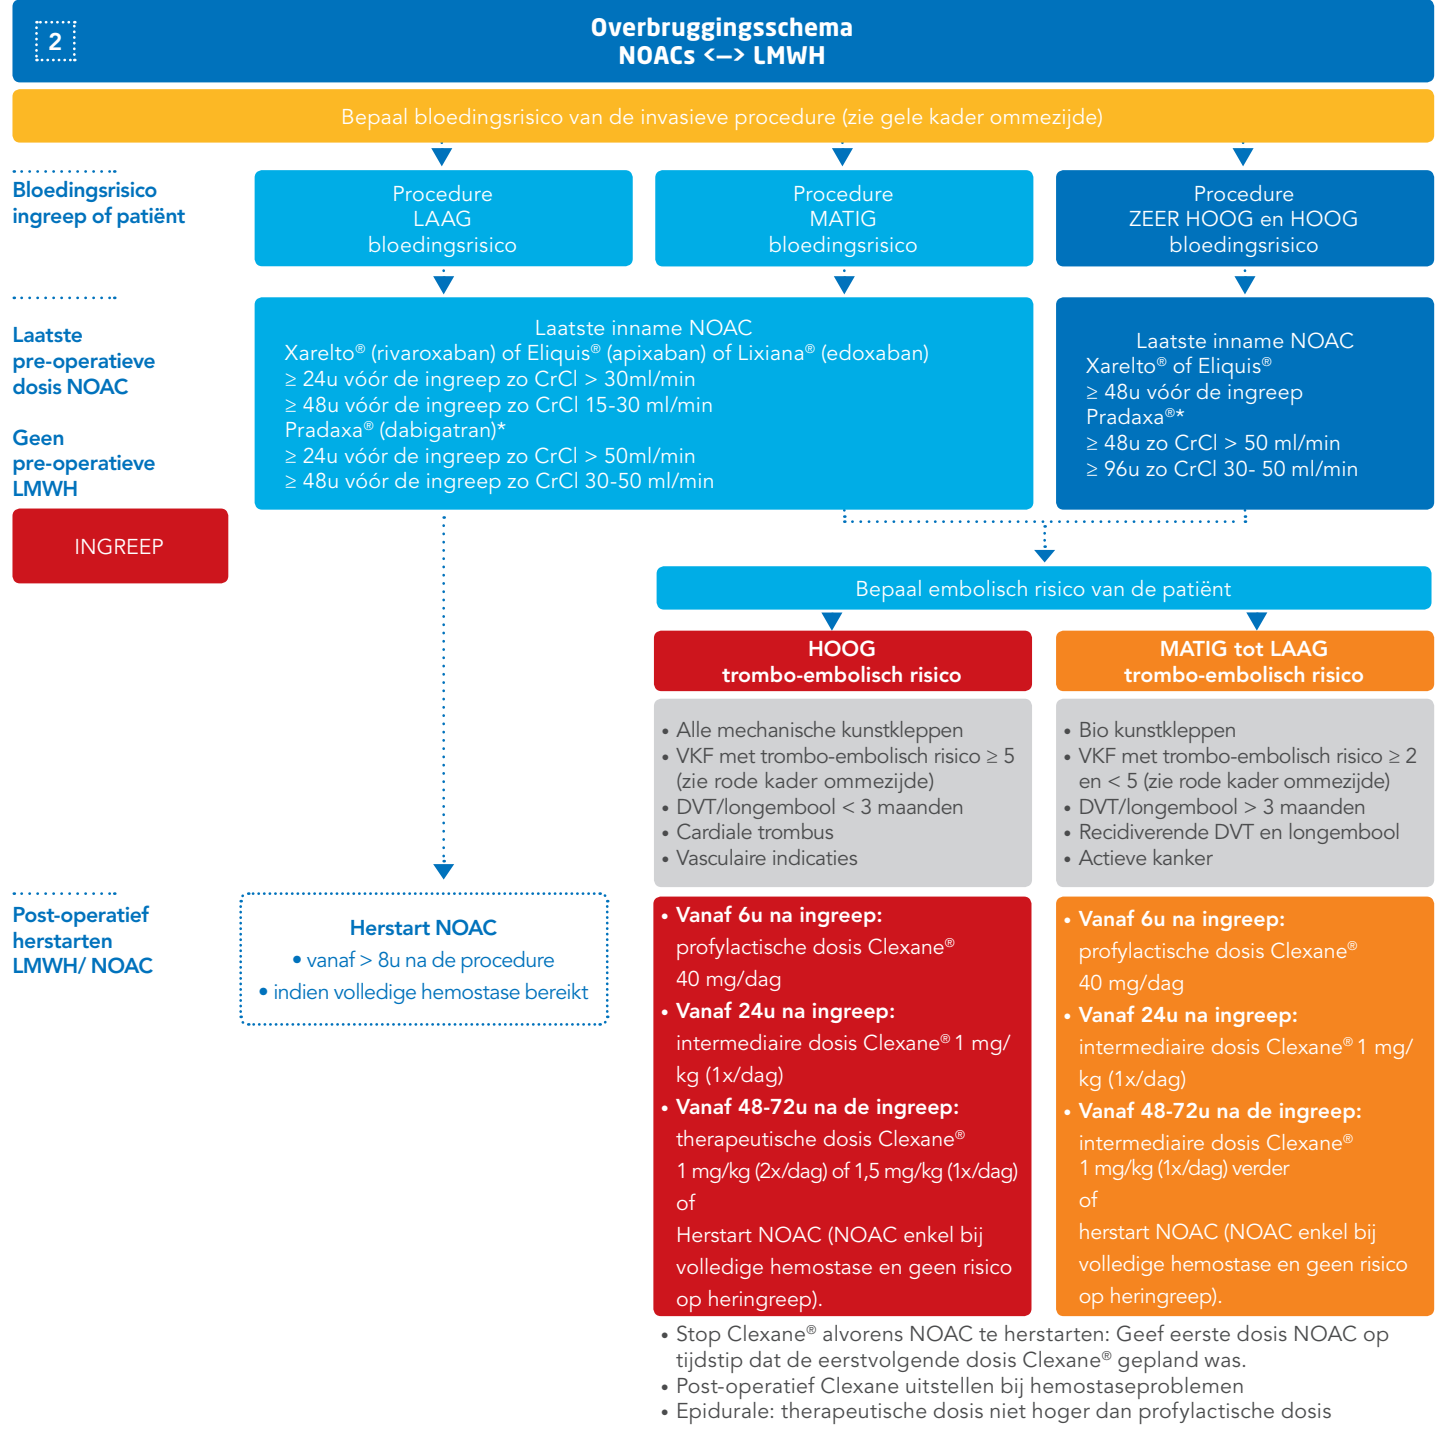 2
Overbruggingsschema
NOACs <—> LMWH
Bepaal bloedingsrisico van de invasieve procedure (zie gele kader ommezijde)
Bloedingsrisico
ingreep of patiënt
Procedure
LAAG
bloedingsrisico
Procedure
MATIG
bloedingsrisico
Procedure
ZEER HOOG en HOOG
bloedingsrisico
Laatste
pre-operatieve
dosis NOAC
Geen
pre-operatieve
LMWH
Laatste inname NOAC
Xarelto® (rivaroxaban) of Eliquis® (apixaban) of Lixiana® (edoxaban)
≥ 24u vóór de ingreep zo CrCl > 30ml/min
≥ 48u vóór de ingreep zo CrCl 15-30 ml/min
Pradaxa® (dabigatran)*
≥ 24u vóór de ingreep zo CrCl > 50ml/min
≥ 48u vóór de ingreep zo CrCl 30-50 ml/min
Laatste inname NOAC
Xarelto® of Eliquis®
≥ 48u vóór de ingreep
Pradaxa®*
≥ 48u zo CrCl > 50 ml/min
≥ 96u zo CrCl 30- 50 ml/min
INGREEP
Bepaal embolisch risico van de patiënt
HOOG
trombo-embolisch risico
• Alle mechanische kunstkleppen
• VKF met trombo-embolisch risico ≥ 5
(zie rode kader ommezijde)
• DVT/longembool < 3 maanden
• Cardiale trombus
• Vasculaire indicaties
MATIG tot LAAG
trombo-embolisch risico
• Bio kunstkleppen
• VKF met trombo-embolisch risico ≥ 2
en < 5 (zie rode kader ommezijde)
• DVT/longembool > 3 maanden
• Recidiverende DVT en longembool
• Actieve kanker
Post-operatief
herstarten
LMWH/ NOAC
Herstart NOAC
• vanaf > 8u na de procedure
• indien volledige hemostase bereikt
• Vanaf 6u na ingreep:
profylactische dosis Clexane®
40 mg/dag
• Vanaf 24u na ingreep:
intermediaire dosis Clexane® 1 mg/
kg (1x/dag)
• Vanaf 48-72u na de ingreep:
therapeutische dosis Clexane®
1 mg/kg (2x/dag) of 1,5 mg/kg (1x/dag)
of
Herstart NOAC (NOAC enkel bij
volledige hemostase en geen risico
op heringreep).
• Vanaf 6u na ingreep:
profylactische dosis Clexane®
40 mg/dag
• Vanaf 24u na ingreep:
intermediaire dosis Clexane® 1 mg/
kg (1x/dag)
• Vanaf 48-72u na de ingreep:
intermediaire dosis Clexane®
1 mg/kg (1x/dag) verder
of
herstart NOAC (NOAC enkel bij
volledige hemostase en geen risico
op heringreep).
• Stop Clexane® alvorens NOAC te herstarten: Geef eerste dosis NOAC op
tijdstip dat de eerstvolgende dosis Clexane® gepland was.
• Post-operatief Clexane uitstellen bij hemostaseproblemen
• Epidurale: therapeutische dosis niet hoger dan profylactische dosis